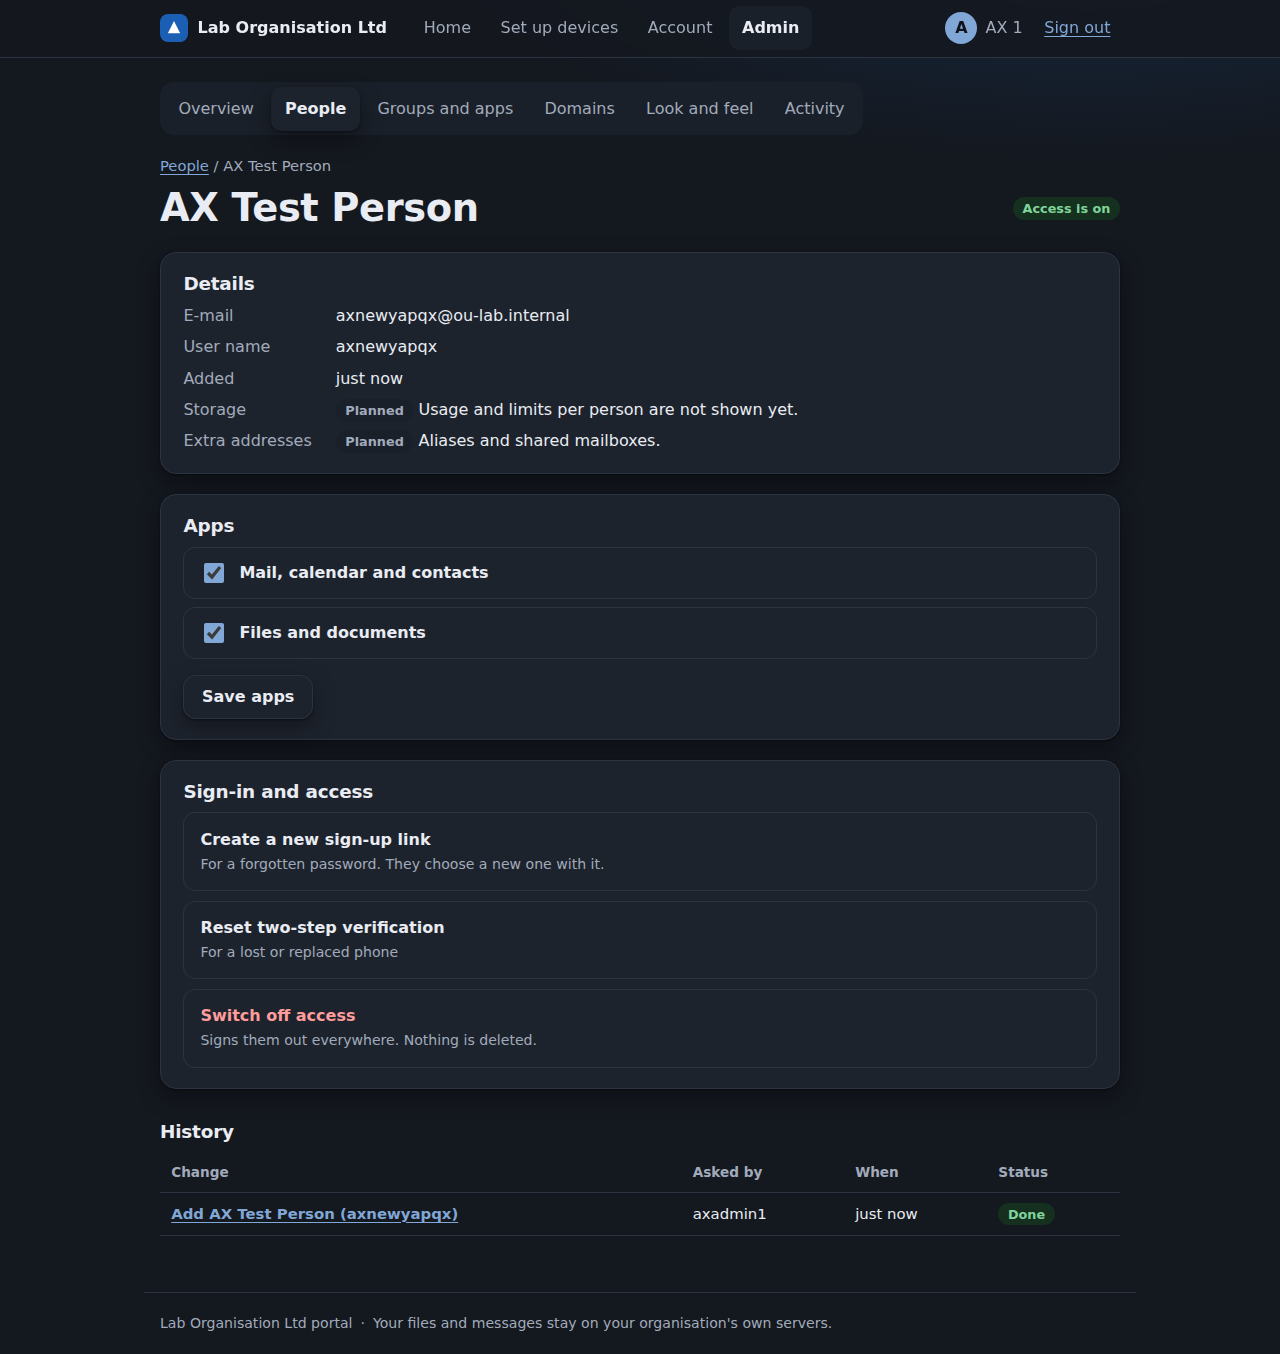 Lab Organisation Ltd Home Set up devices Account Admin A AX 1 Sign out
Overview People Groups and apps Domains Look and feel Activity
People / AX Test Person
AX Test Person Access is on
Details
E-mail axnewyapqx@ou-lab.internal
User name axnewyapqx
Added just now
Storage Planned Usage and limits per person are not shown yet.
Extra addresses Planned Aliases and shared mailboxes.
Apps
Mail, calendar and contacts
Files and documents
Save apps
Sign-in and access
Create a new sign-up link
For a forgotten password. They choose a new one with it.
Reset two-step verification
For a lost or replaced phone
Switch off access
Signs them out everywhere. Nothing is deleted.
History
Change Asked by When Status
Add AX Test Person (axnewyapqx) axadmin1 just now Done
Lab Organisation Ltd portal · Your files and messages stay on your organisation's own servers.